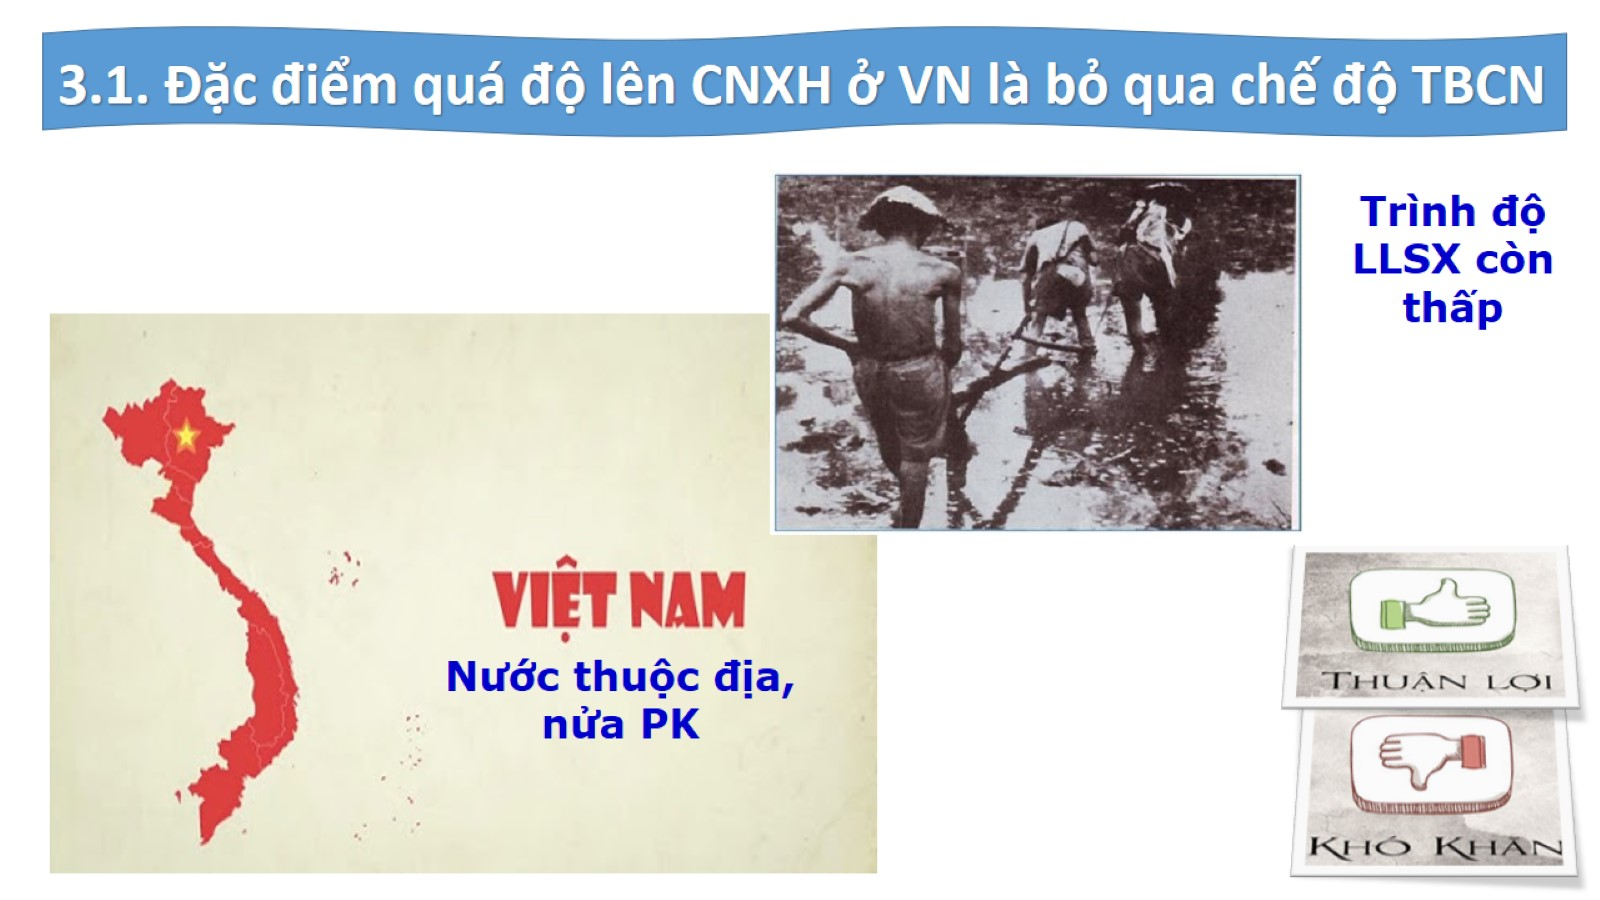 3.1. Đặc điểm quá độ lên CNXH ở VN là bỏ qua chế độ TBCN
Trình độ
LLSX còn
thấp
VIỆT NAM
Nước thuộc địa,
nửa PK
THUẬN LỢI
KHÓ KHĂN